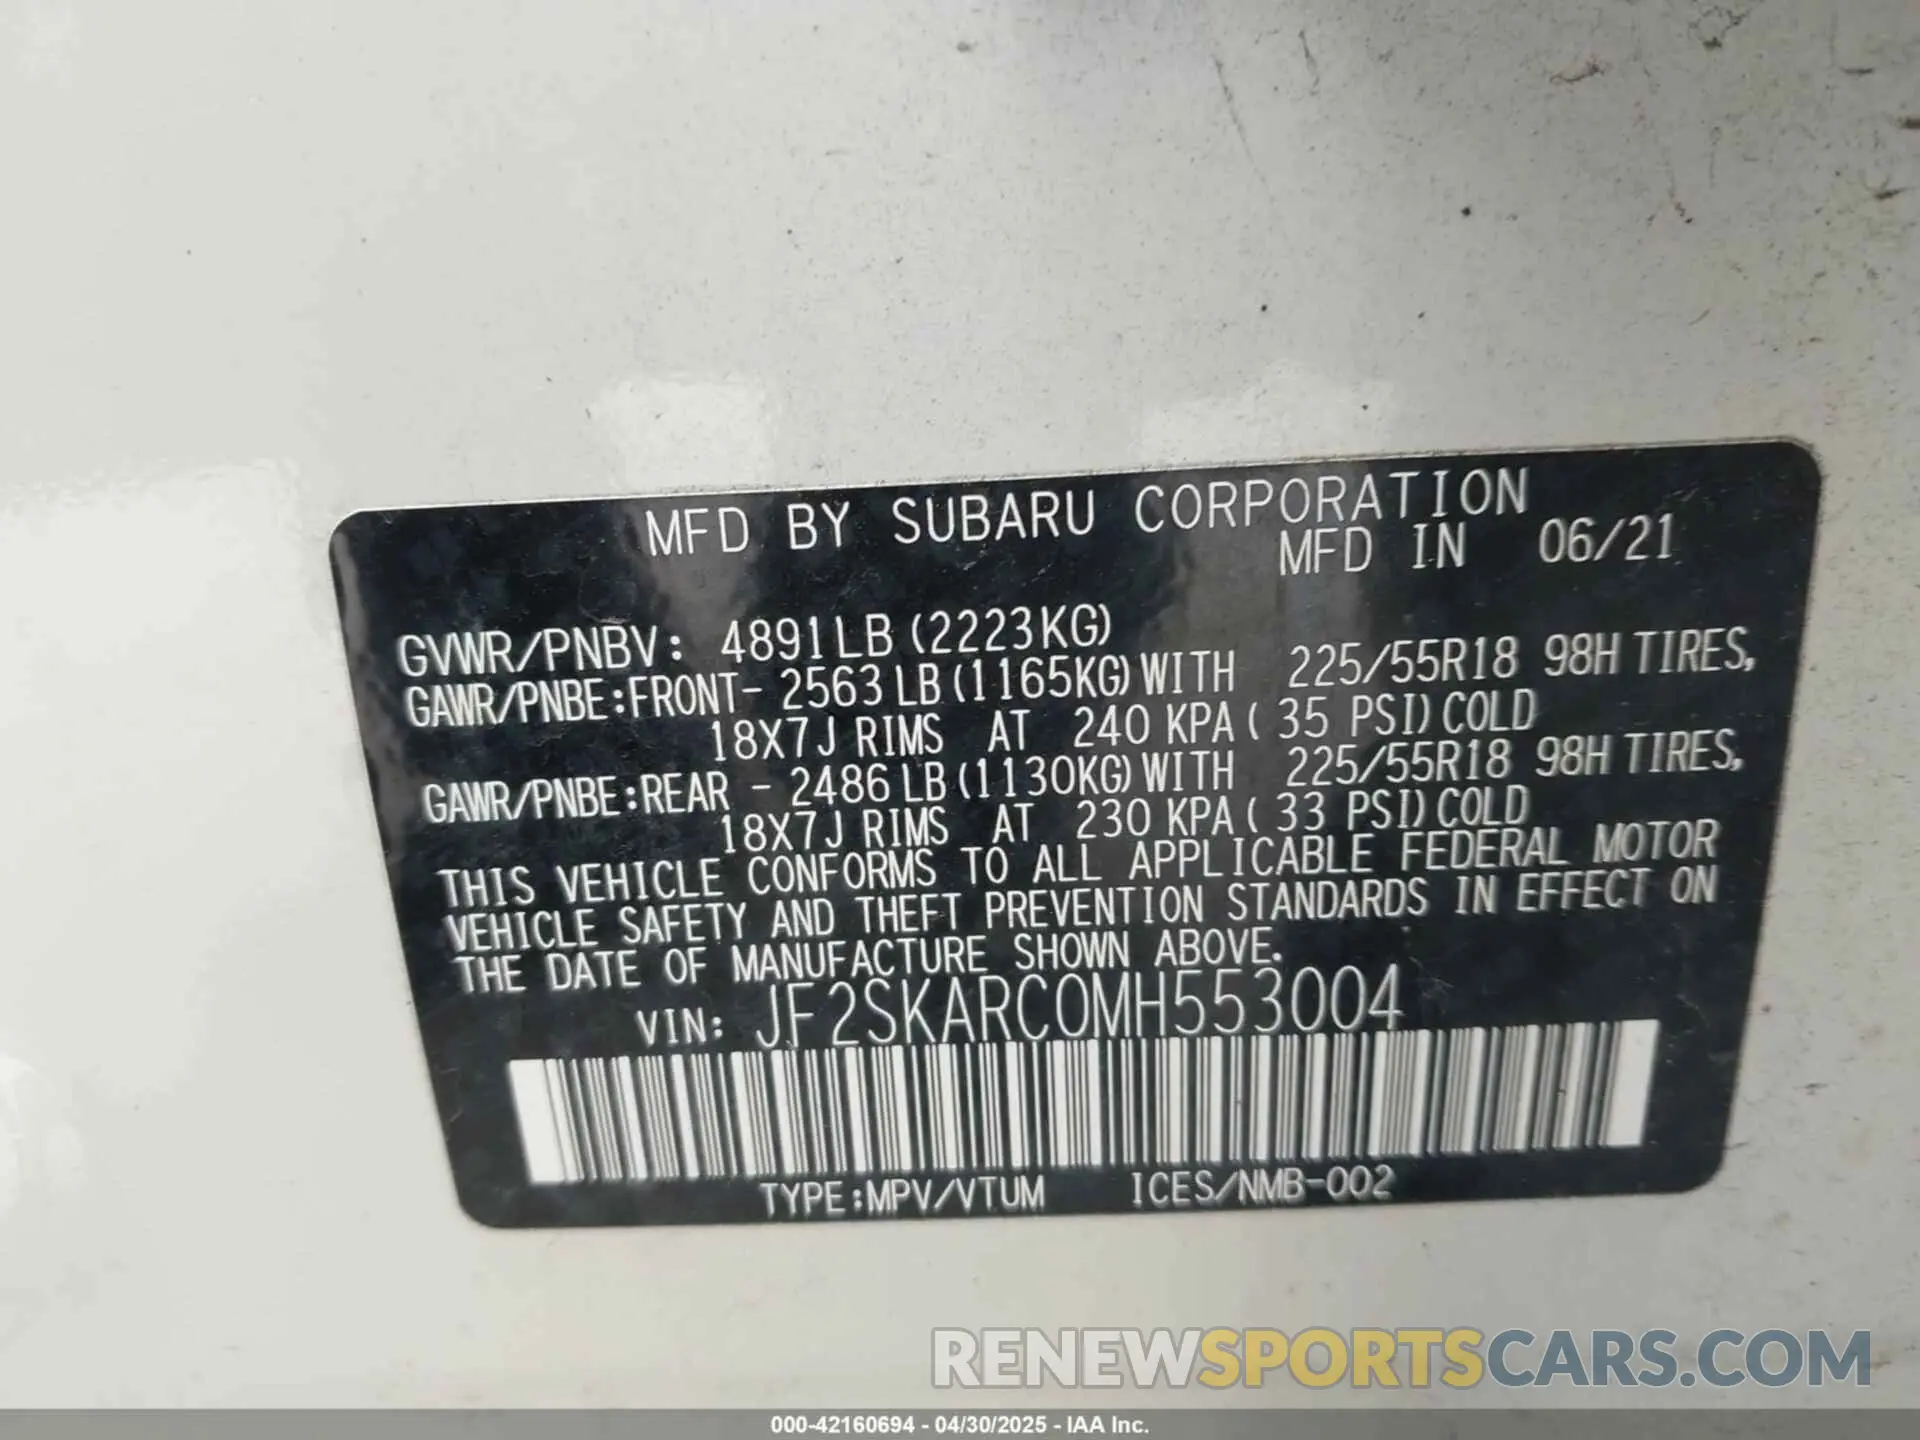 MFD BY SUBARU CORPORATION
MFD IN 06/21
GVWR/PNBV: 4891LB (2223KG)
GAWR/PNBE:FRONT- 2563 LB (1165KG) WITH 225/55R18 98H TIRES,
18X7J RIMS AT 240 KPA ( 35 PSI) COLD
GAWR/PNBE:REAR - 2486 LB (1130KG) WITH 225/55R18 98H TIRES,
18X7J RIMS AT 230 KPA ( 33 PSI) COLD
THIS VEHICLE CONFORMS TO ALL APPLICABLE FEDERAL MOTOR
VEHICLE SAFETY AND THEFT PREVENTION STANDARDS IN EFFECT ON
THE DATE OF MANUFACTURE SHOWN ABOVE.
VIN: JF2SKARC0MH553004
TYPE:MPV/VTUM ICES/NMB-002
RENEWSPORTSCARS.COM
000-42160694 - 04/30/2025 - IAA Inc.